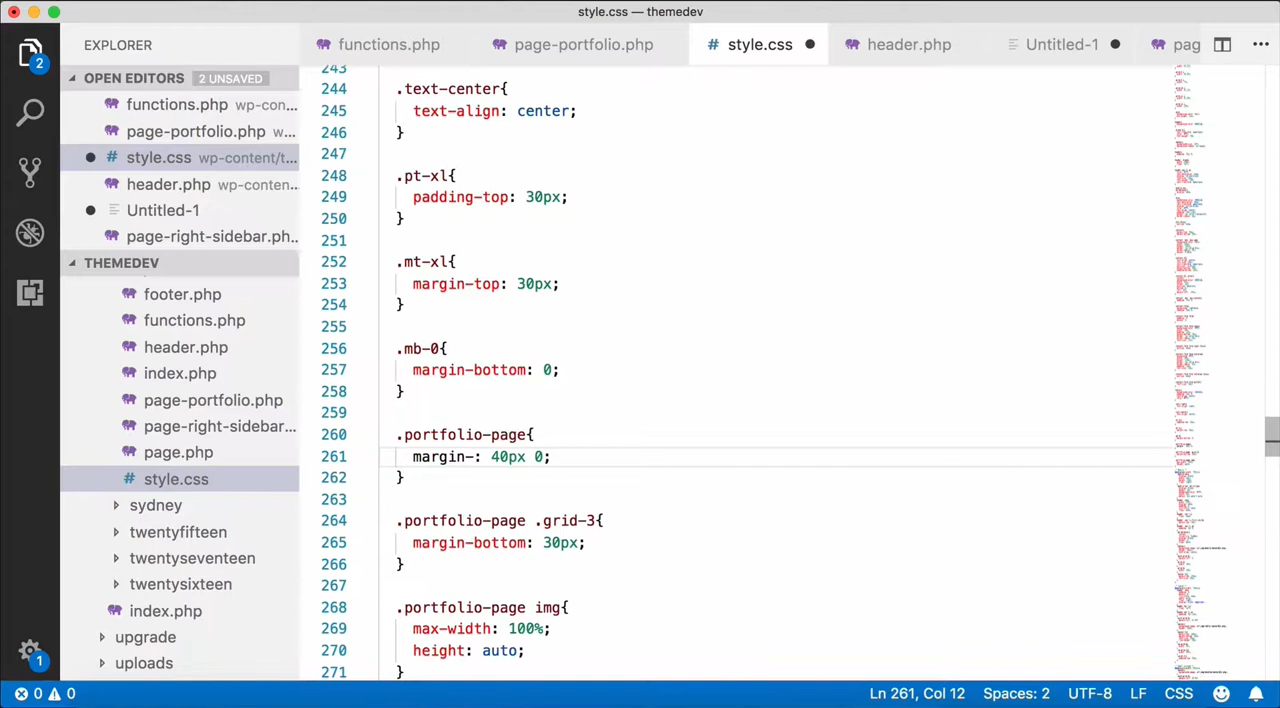 style.css — themedev
EXPLORER
functions.php
page-portfolio.php
# style.css
header.php
Untitled-1
pag
OPEN EDITORS 2 UNSAVED
functions.php wp-con...
page-portfolio.php w...
# style.css wp-content/t...
header.php wp-conten...
Untitled-1
page-right-sidebar.ph...
THEMEDEV
footer.php
functions.php
header.php
index.php
page-portfolio.php
page-right-sidebar...
page.php
# style.css
twentyfifteen
twentysixteen
index.php
upgrade
uploads
243
244 .text-center{
245 text-align: center;
246 }
247
248 .pt-xl{
249 padding-top: 30px;
250 }
251
252 .mt-xl{
253 margin-top: 30px;
254 }
255
256 .mb-0{
257 margin-bottom: 0;
258 }
259
260 .portfolio-page{
261 margin-: 40px 0;
262 }
263
264 .portfolio-page .grid-3{
265 margin-bottom: 30px;
266 }
267
268 .portfolio-page img{
269 max-width: 100%;
270 height: auto;
271 }
2
1
0 0
Ln 261, Col 12
Spaces: 2
UTF-8
LF
CSS